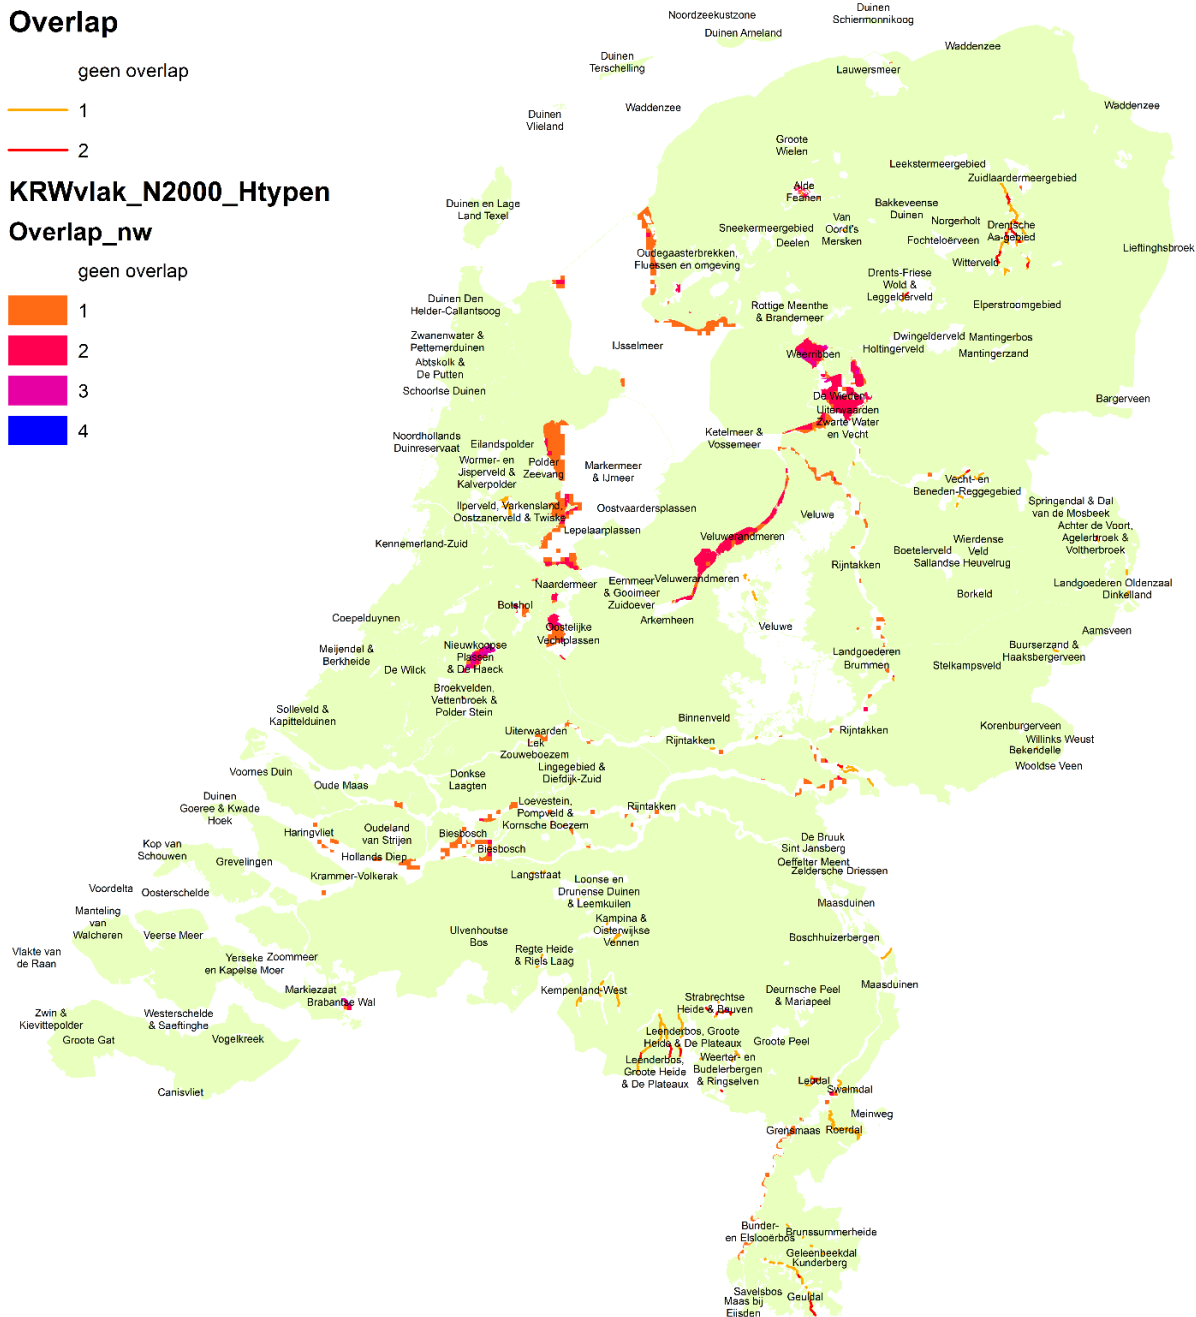 Overlap
geen overlap
1
2
KRWvlak_N2000_Htypen
Overlap_nw
geen overlap
1
2
3
4
Noordzeekustzone
Duinen
Schiermonnikoog
Duinen Ameland
Waddenzee
Duinen
Terschelling
Lauwersmeer
Waddenzee
Waddenzee
Duinen
Vlieland
Groote
Wielen
Leekstermeergebied
Zuidlaardermeergebied
Alde
Feanen
Duinen en Lage
Land Texel
Bakkeveense
Duinen
Van
Oordt's
Mersken
Norgerholt
Drentsche
Aa-gebied
Sneekermeergebied
Deelen
Fochteloërveen
Lieftinghsbroek
Oudegaasterbrekken,
Fluessen en omgeving
Witterveld
Drents-Friese
Wold &
Leggelderveld
Elperstroomgebied
Duinen Den
Helder-Callantsoog
Rottige Meenthe
& Brandemeer
Zwanenwater &
Pettemerduinen
IJsselmeer
Dwingelderveld
Mantingerbos
Holtingerveld
Mantingerzand
Weerribben
Abtskolk &
De Putten
Schoorlse Duinen
De Wieden
Bargerveen
Uiterwaarden
Zwarte Water
en Vecht
Noordhollands
Duinreservaat
Eilandspolder
Ketelmeer &
Vossemeer
Wormer- en
Jisperveld &
Kalverpolder
Polder
Zeevang
Markermeer
& IJmeer
Vecht- en
Beneden-Reggegebied
Ilperveld, Varkensland,
Oostzanerveld & Twiske
Oostvaardersplassen
Veluwe
Springendal & Dal
van de Mosbeek
Achter de Voort,
Agelerbroek &
Voltherbroek
Lepelaarplassen
Veluwerandmeren
Kennemerland-Zuid
Wierdense
Veld
Boetelerveld
Sallandse Heuvelrug
Rijntakken
Naardermeer
Eemmeer
& Gooimeer
Zuidoever
Veluwerandmeren
Landgoederen Oldenzaal
Dinkelland
Borkeld
Botshol
Arkemheen
Coepelduynen
Oostelijke
Vechtplassen
Veluwe
Aamsveen
Meijendel &
Berkheide
Nieuwkoopse
Plassen
& De Haeck
Landgoederen
Brummen
Buurserzand &
Haaksbergerveen
De Wilck
Stelkampsveld
Broekvelden,
Vettenbroek &
Polder Stein
Solleveld &
Kapittelduinen
Binnenveld
Uiterwaarden
Lek
Zouweboezem
Rijntakken
Rijntakken
Korenburgerveen
Willinks Weust
Bekendelle
Wooldse Veen
Voornes Duin
Oude Maas
Donkse
Laagten
Lingegebied &
Diefdijk-Zuid
Duinen
Goeree & Kwade
Hoek
Loevestein,
Pompveld &
Kornsche Boezem
Rijntakken
Haringvliet
Oudeland
van Strijen
Biesbosch
Biesbosch
De Bruuk
Sint Jansberg
Oeffelter Meent
Zeldersche Driessen
Kop van
Schouwen
Grevelingen
Hollands Diep
Krammer-Volkerak
Langstraat
Loonse en
Drunense Duinen
& Leemkuilen
Voordelta
Oosterschelde
Maasduinen
Manteling
van
Walcheren
Veerse Meer
Ulvenhoutse
Bos
Kampina &
Oisterwijkse
Vennen
Boschhuizerbergen
Vlakte van
de Raan
Yerseke
en Kapelse Moer
Zoommeer
Regte Heide
& Riels Laag
Markiezaat
Brabantse Wal
Kempenland-West
Strabrechtse
Heide & Beuven
Deurnsche Peel
& Mariapeel
Maasduinen
Zwin &
Kievittepolder
Groote Gat
Westerschelde
& Saeftinghe
Vogelkreek
Leenderbos, Groote
Heide & De Plateaux
Groote Peel
Leenderbos,
Groote Heide
& De Plateaux
Weerter- en
Budelerbergen
& Ringselven
Canisvliet
Leudal
Swalmdal
Meinweg
Grensmaas
Roerdal
Bunder-
en Elslooërbos
Brunssummerheide
Geleenbeekdal
Kunderberg
Savelsbos
Maas bij
Eijsden
Geuldal